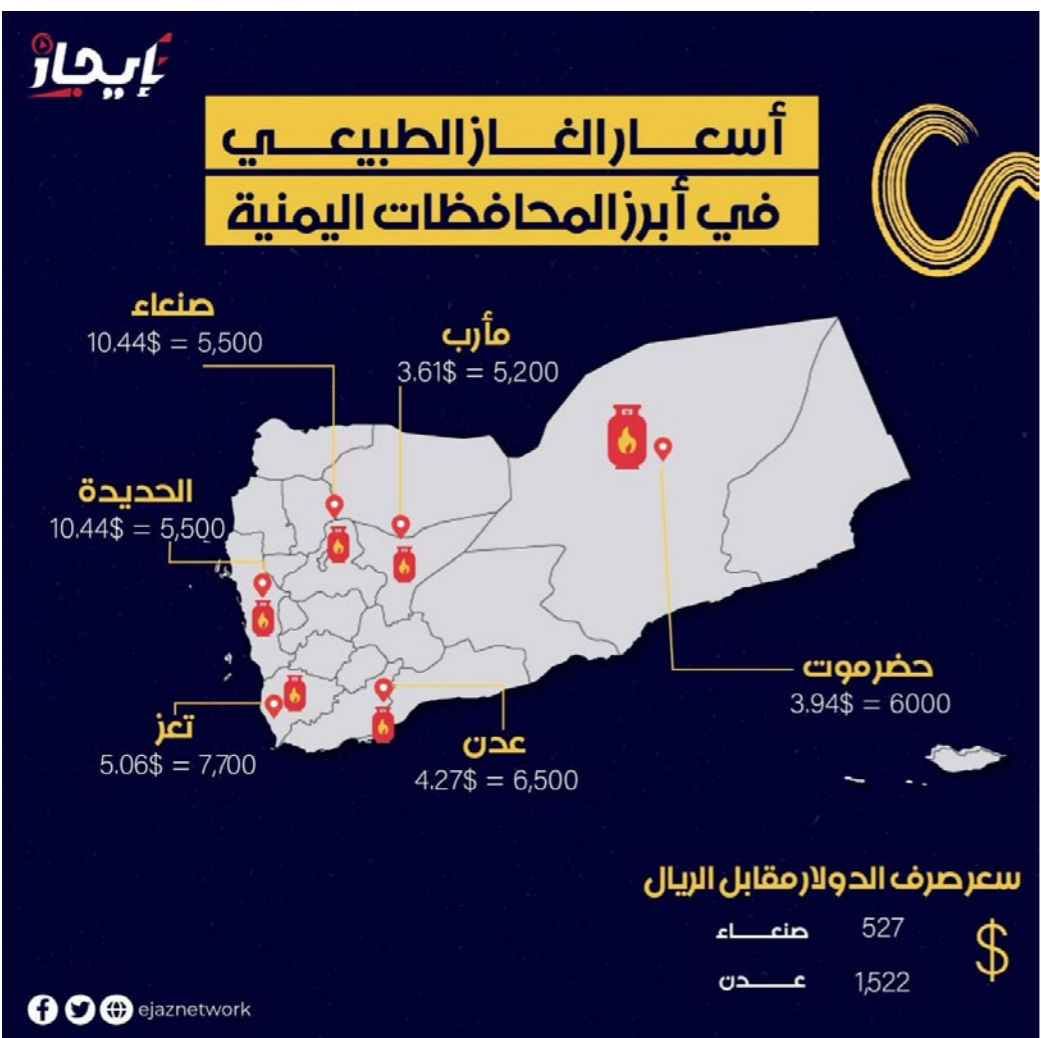 إيجاز
أسعار الغاز الطبيعي
في أبرز المحافظات اليمنية
صنعاء
10.44$ = 5,500
مأرب
3.61$ = 5,200
الحديدة
10.44$ = 5,500
حضرموت
3.94$ = 6000
تعز
5.06$ = 7,700
عدن
4.27$ = 6,500
سعر صرف الدولار مقابل الريال
$
صنعاء 527
عدن 1,522
ejaznetwork